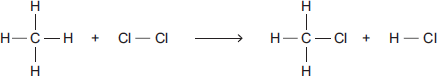 H H
H—C—H + Cl—Cl ⟶ H—C—Cl + H—Cl
H H